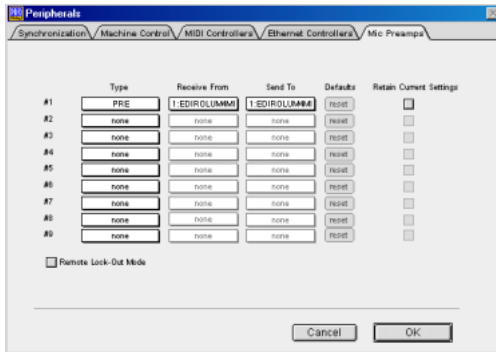 Peripherals
Synchronization Machine Control MIDI Controllers Ethernet Controllers Mic Preamps
Type Receive From Send To Defaults Retain Current Settings
#1 PRE 1:EDIROLUM4MI 1:EDIROLUM4MI reset
#2 none none none reset
#3 none none none reset
#4 none none none reset
#5 none none none reset
#6 none none none reset
#7 none none none reset
#8 none none none reset
#9 none none none reset
Remote Lock-Out Mode
Cancel OK